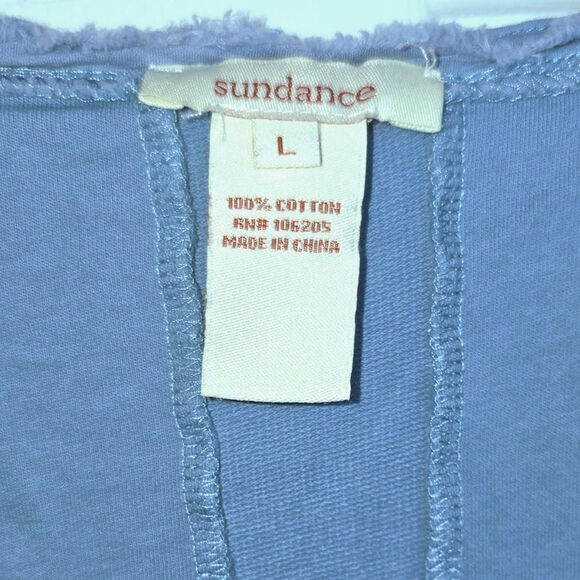 sundance
L
100% COTTON
RN# 106205
MADE IN CHINA